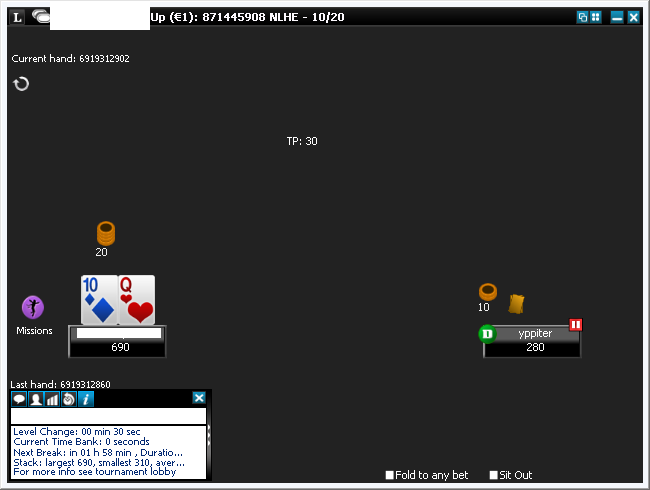 L
Up (€1): 871445908 NLHE - 10/20
Current hand: 6919312902
TP: 30
20
10
Q
10
Missions
D
yppiter
690
280
Last hand: 6919312860
i
Level Change: 00 min 30 sec
Current Time Bank: 0 seconds
Next Break: in 01 h 58 min , Duratio...
Stack: largest 690, smallest 310, aver...
For more info see tournament lobby
Fold to any bet
Sit Out